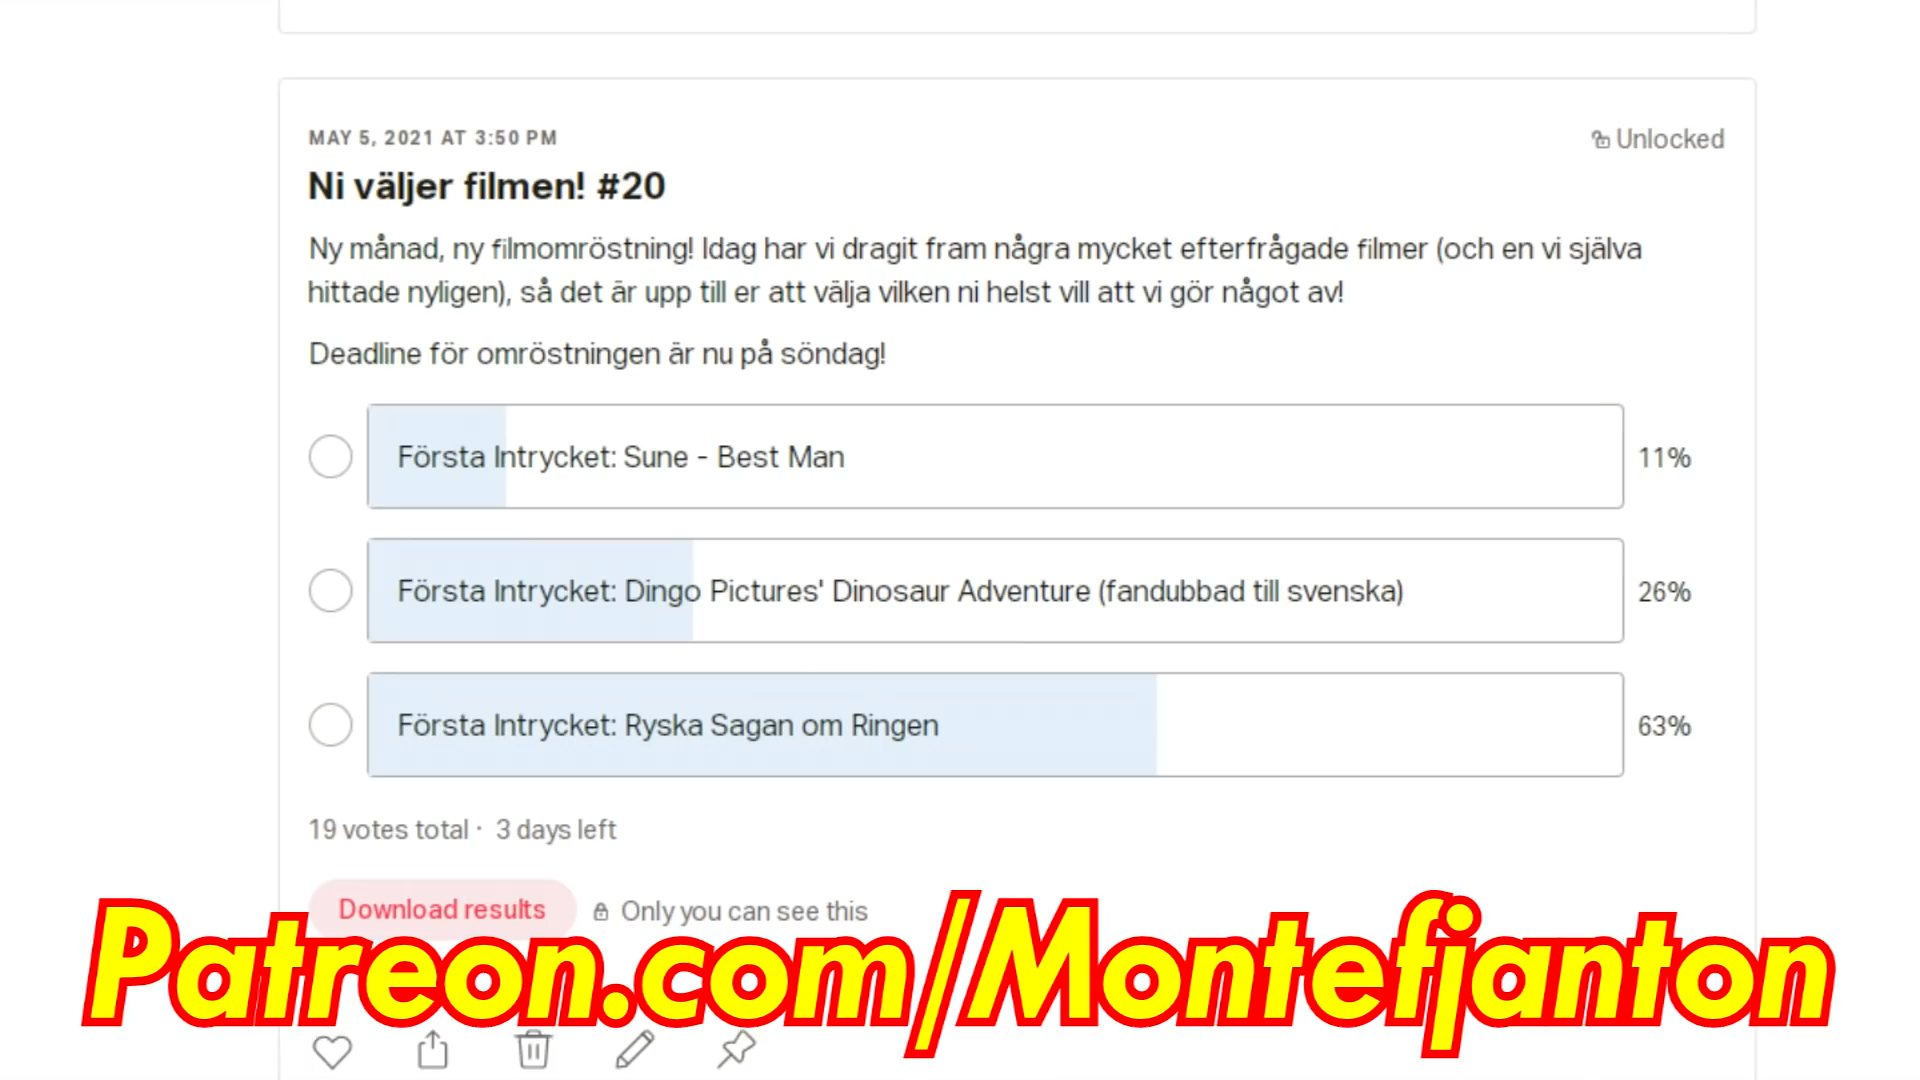 MAY 5, 2021 AT 3:50 PM
Unlocked
Ni väljer filmen! #20
Ny månad, ny filmomröstning! Idag har vi dragit fram några mycket efterfrågade filmer (och en vi själva
hittade nyligen), så det är upp till er att välja vilken ni helst vill att vi gör något av!
Deadline för omröstningen är nu på söndag!
Första Intrycket: Sune - Best Man
11%
Första Intrycket: Dingo Pictures' Dinosaur Adventure (fandubbad till svenska)
26%
Första Intrycket: Ryska Sagan om Ringen
63%
19 votes total · 3 days left
Download results
Only you can see this
Patreon.com/Montefjanton